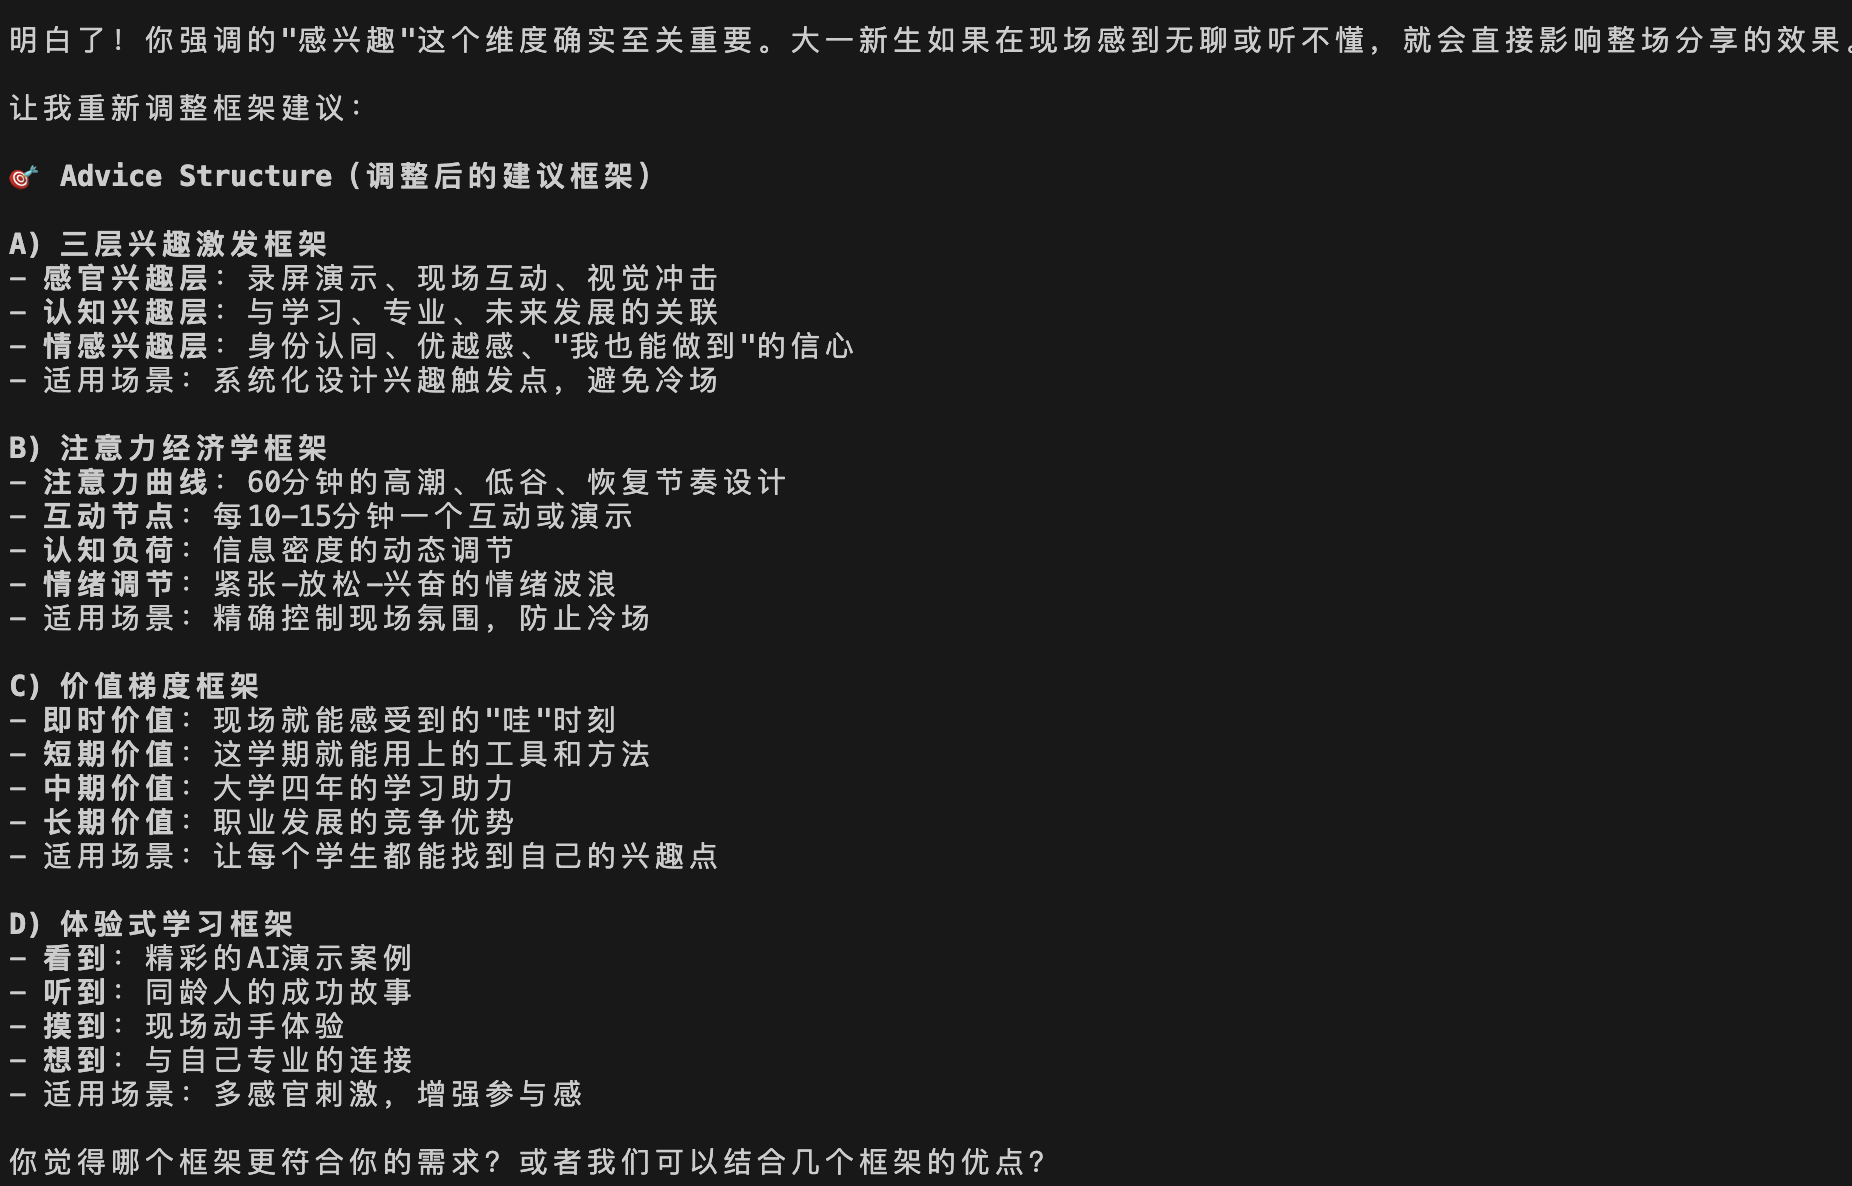 明白了！你强调的"感兴趣"这个维度确实至关重要。大一新生如果在现场感到无聊或听不懂，就会直接影响整场分享的效果。
让我重新调整框架建议：
🎯 Advice Structure（调整后的建议框架）
A) 三层兴趣激发框架
- 感官兴趣层：录屏演示、现场互动、视觉冲击
- 认知兴趣层：与学习、专业、未来发展的关联
- 情感兴趣层：身份认同、优越感、"我也能做到"的信心
- 适用场景：系统化设计兴趣触发点，避免冷场
B) 注意力经济学框架
- 注意力曲线：60分钟的高潮、低谷、恢复节奏设计
- 互动节点：每10-15分钟一个互动或演示
- 认知负荷：信息密度的动态调节
- 情绪调节：紧张-放松-兴奋的情绪波浪
- 适用场景：精确控制现场氛围，防止冷场
C) 价值梯度框架
- 即时价值：现场就能感受到的"哇"时刻
- 短期价值：这学期就能用上的工具和方法
- 中期价值：大学四年的学习助力
- 长期价值：职业发展的竞争优势
- 适用场景：让每个学生都能找到自己的兴趣点
D) 体验式学习框架
- 看到：精彩的AI演示案例
- 听到：同龄人的成功故事
- 摸到：现场动手体验
- 想到：与自己专业的连接
- 适用场景：多感官刺激，增强参与感
你觉得哪个框架更符合你的需求？或者我们可以结合几个框架的优点？